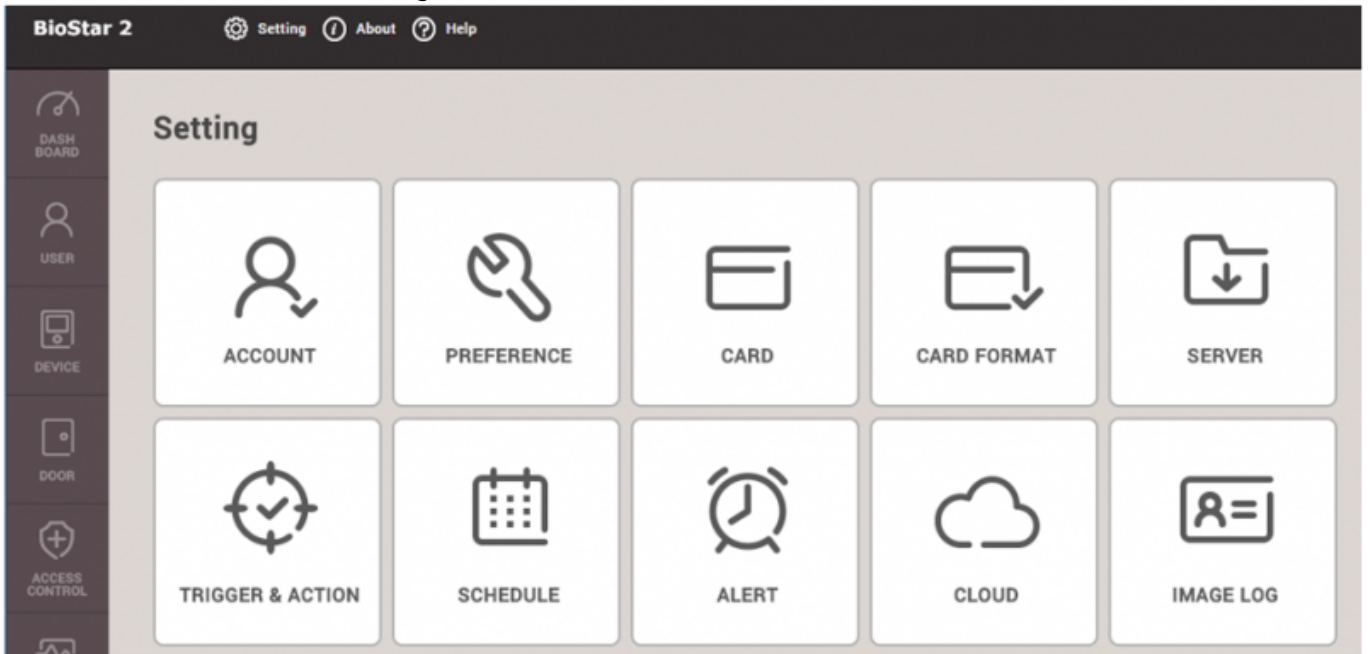 BioStar 2 Setting About Help
DASH
BOARD
USER
DEVICE
DOOR
ACCESS
CONTROL
Setting
ACCOUNT PREFERENCE CARD CARD FORMAT SERVER
TRIGGER & ACTION SCHEDULE ALERT CLOUD IMAGE LOG